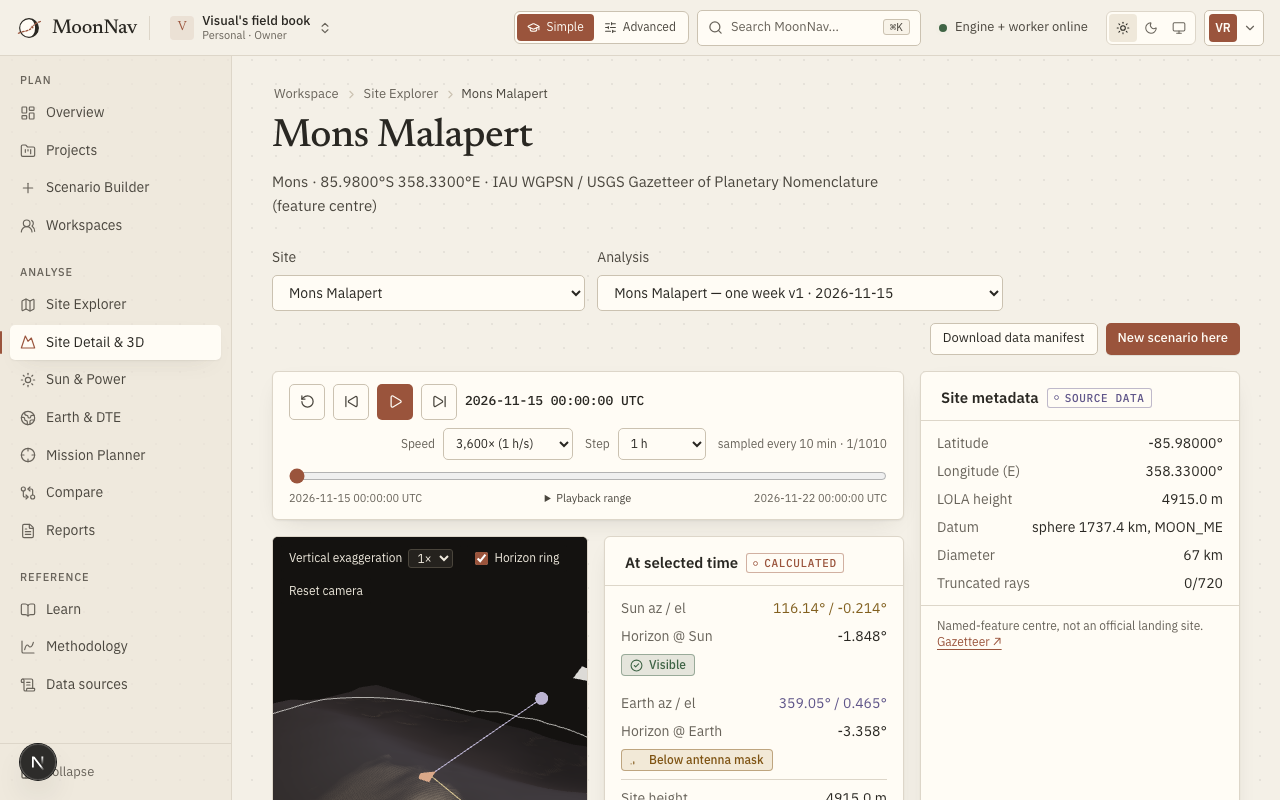 MoonNav
V
Visual's field book
Personal · Owner
Simple
Advanced
Search MoonNav...
⌘K
Engine + worker online
VR
PLAN
Overview
Projects
Scenario Builder
Workspaces
ANALYSE
Site Explorer
Site Detail & 3D
Sun & Power
Earth & DTE
Mission Planner
Compare
Reports
REFERENCE
Learn
Methodology
Data sources
N
ollapse
Workspace
Site Explorer
Mons Malapert
Mons Malapert
Mons · 85.9800°S 358.3300°E · IAU WGPSN / USGS Gazetteer of Planetary Nomenclature
(feature centre)
Site
Analysis
Mons Malapert
Mons Malapert — one week v1 · 2026-11-15
Download data manifest
New scenario here
2026-11-15 00:00:00 UTC
Speed
3,600× (1 h/s)
Step
1 h
sampled every 10 min · 1/1010
2026-11-15 00:00:00 UTC
Playback range
2026-11-22 00:00:00 UTC
Vertical exaggeration
1×
Horizon ring
Reset camera
At selected time
CALCULATED
Sun az / el
116.14° / -0.214°
Horizon @ Sun
-1.848°
Visible
Earth az / el
359.05° / 0.465°
Horizon @ Earth
-3.358°
Below antenna mask
Site height
4915.0 m
Site metadata
SOURCE DATA
Latitude
-85.98000°
Longitude (E)
358.33000°
LOLA height
4915.0 m
Datum
sphere 1737.4 km, MOON_ME
Diameter
67 km
Truncated rays
0/720
Named-feature centre, not an official landing site.
Gazetteer ↗